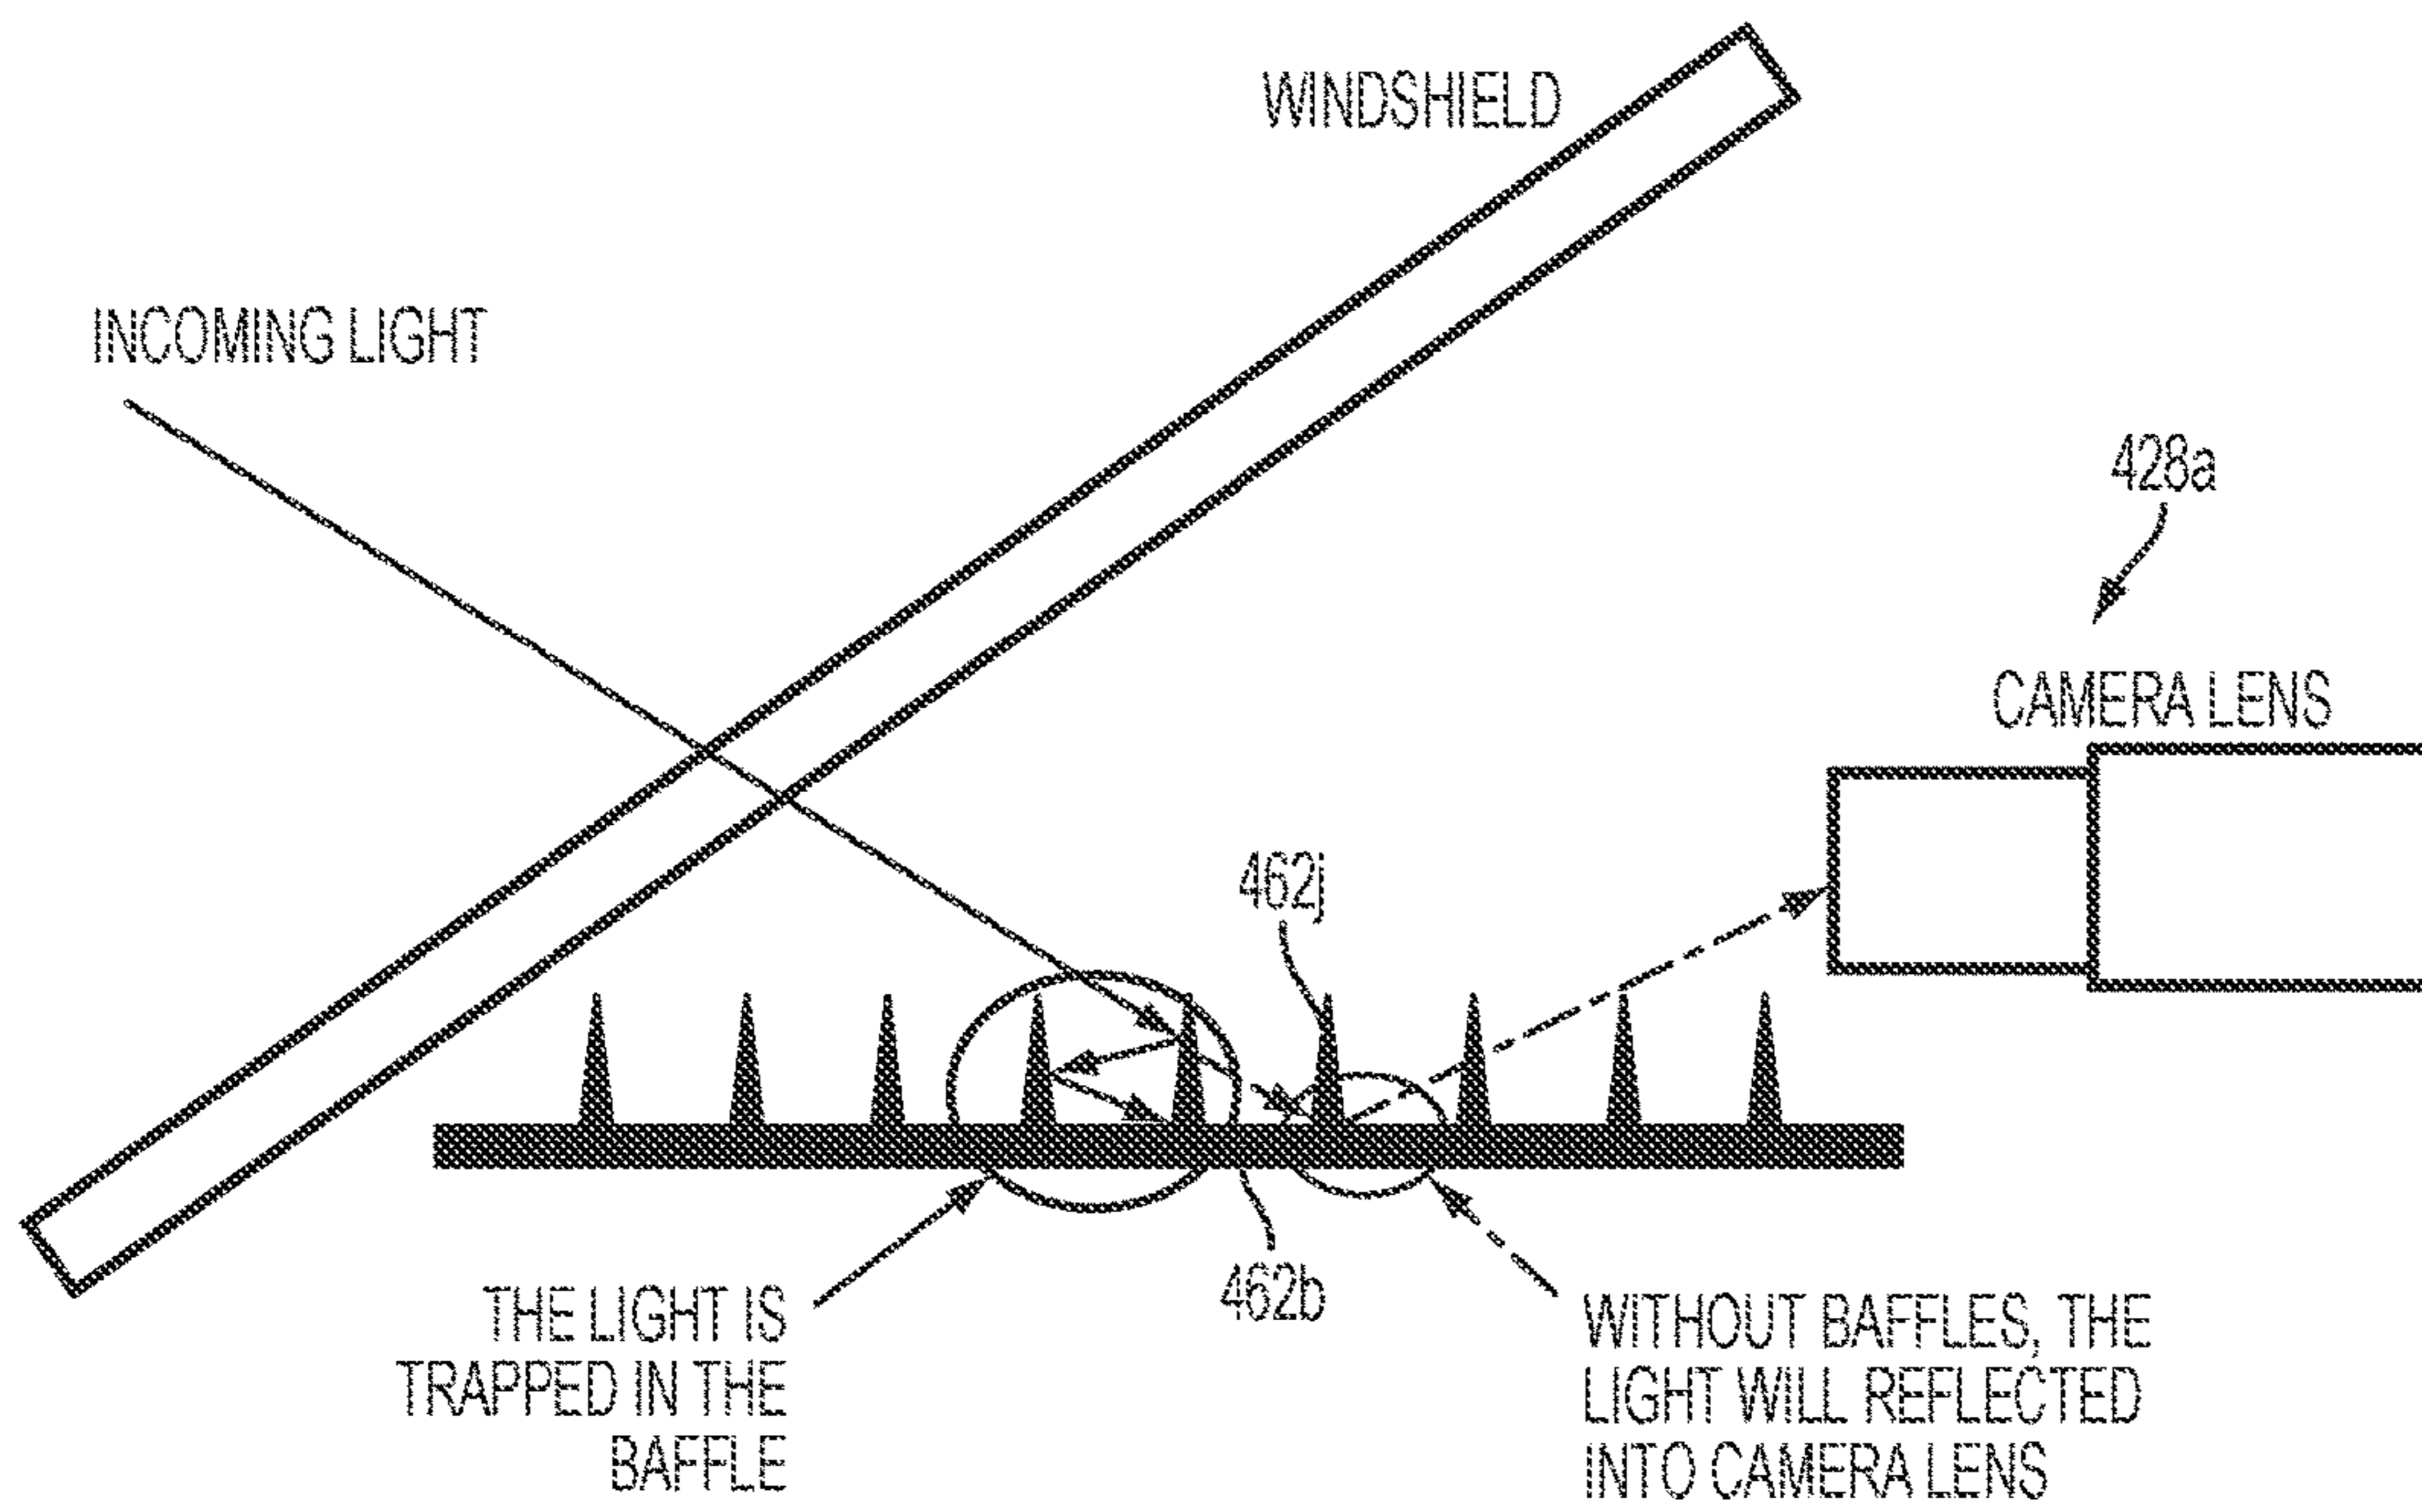 WINDSHIELD
INCOMING LIGHT
428a
CAMERA LENS
462j
462b
THE LIGHT IS
TRAPPED IN THE
BAFFLE
WITHOUT BAFFLES, THE
LIGHT WILL REFLECTED
INTO CAMERA LENS